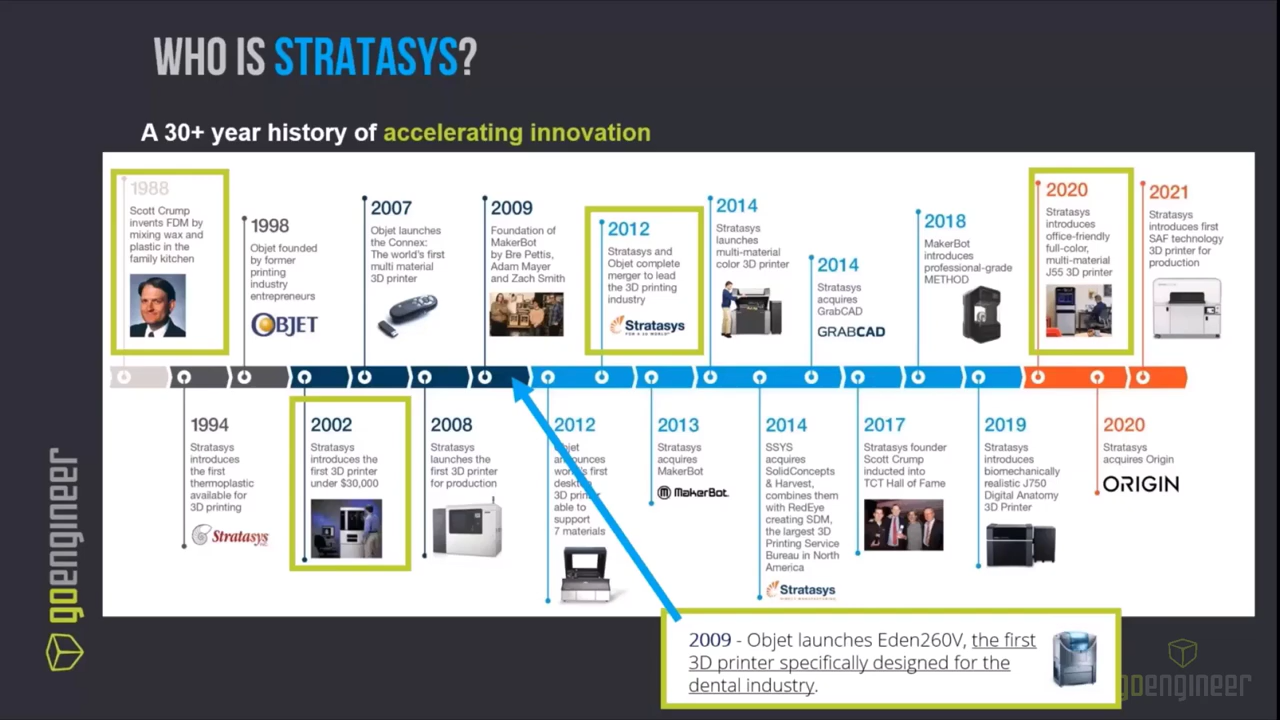 WHO IS STRATASYS?
A 30+ year history of accelerating innovation
1988
Scott Crump
invents FDM by
mixing wax and
plastic in the
family kitchen
1998
Objet founded
by former
printing
industry
entrepreneurs
OBJET
2007
Objet launches
the Connex:
The world's first
multi material
3D printer
2009
Foundation of
MakerBot
by Bre Pettis,
Adam Mayer
and Zach Smith
2012
Stratasys and
Objet complete
merger to lead
the 3D printing
industry
Stratasys
FOR A 3D WORLD
2014
Stratasys
launches
multi-material
color 3D printer
2014
Stratasys
acquires
GrabCAD
GRABCAD
2018
MakerBot
introduces
professional-grade
METHOD
2020
Stratasys
introduces
office-friendly
full-color,
multi-material
J55 3D printer
2021
Stratasys
introduces first
SAF technology
3D printer for
production
1994
Stratasys
introduces
the first
thermoplastic
available for
3D printing
Stratasys
2002
Stratasys
introduces the
first 3D printer
under $30,000
2008
Stratasys
launches the
first 3D printer
for production
2012
Objet
announces
world's first
desktop
3D printer
able to
support
7 materials
2013
Stratasys
acquires
MakerBot
MakerBot.
2014
SSYS
acquires
SolidConcepts
& Harvest,
combines them
with RedEye
creating SDM,
the largest 3D
Printing Service
Bureau in North
America
Stratasys
2017
Stratasys founder
Scott Crump
inducted into
TCT Hall of Fame
2019
Stratasys
introduces
biomechanically
realistic J750
Digital Anatomy
3D Printer
2020
Stratasys
acquires Origin
ORIGIN
2009 - Objet launches Eden260V, the first
3D printer specifically designed for the
dental industry.
goengineer
goengineer